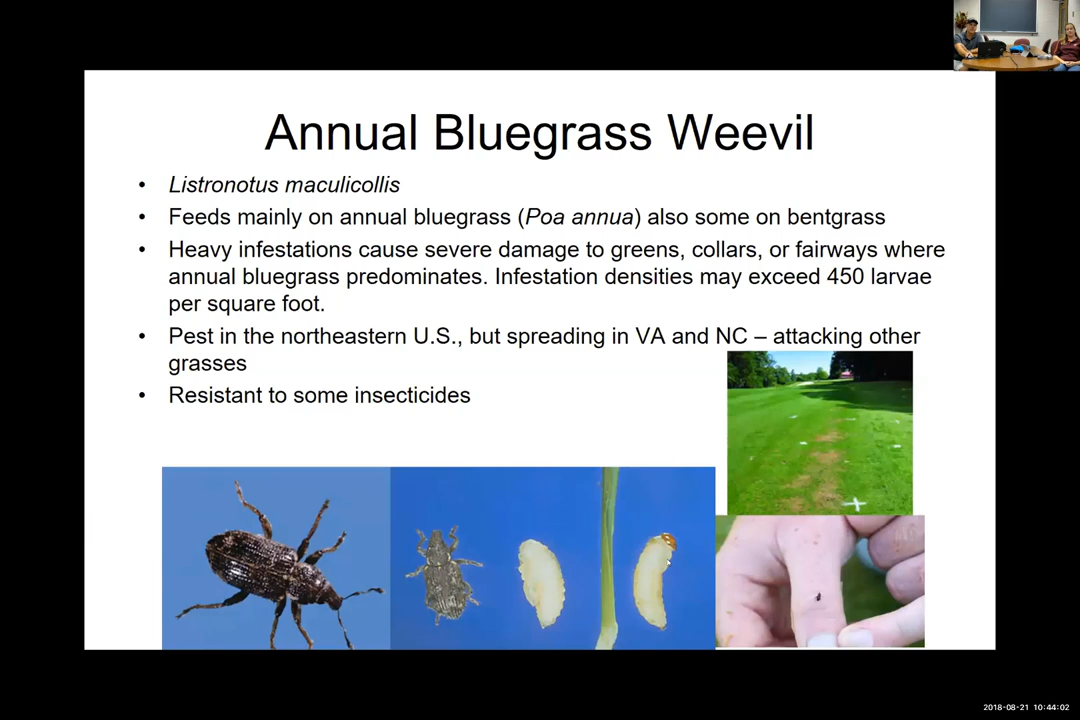 Annual Bluegrass Weevil
• Listronotus maculicollis
• Feeds mainly on annual bluegrass (Poa annua) also some on bentgrass
• Heavy infestations cause severe damage to greens, collars, or fairways where
annual bluegrass predominates. Infestation densities may exceed 450 larvae
per square foot.
• Pest in the northeastern U.S., but spreading in VA and NC – attacking other
grasses
• Resistant to some insecticides
2018-08-21 10:44:02